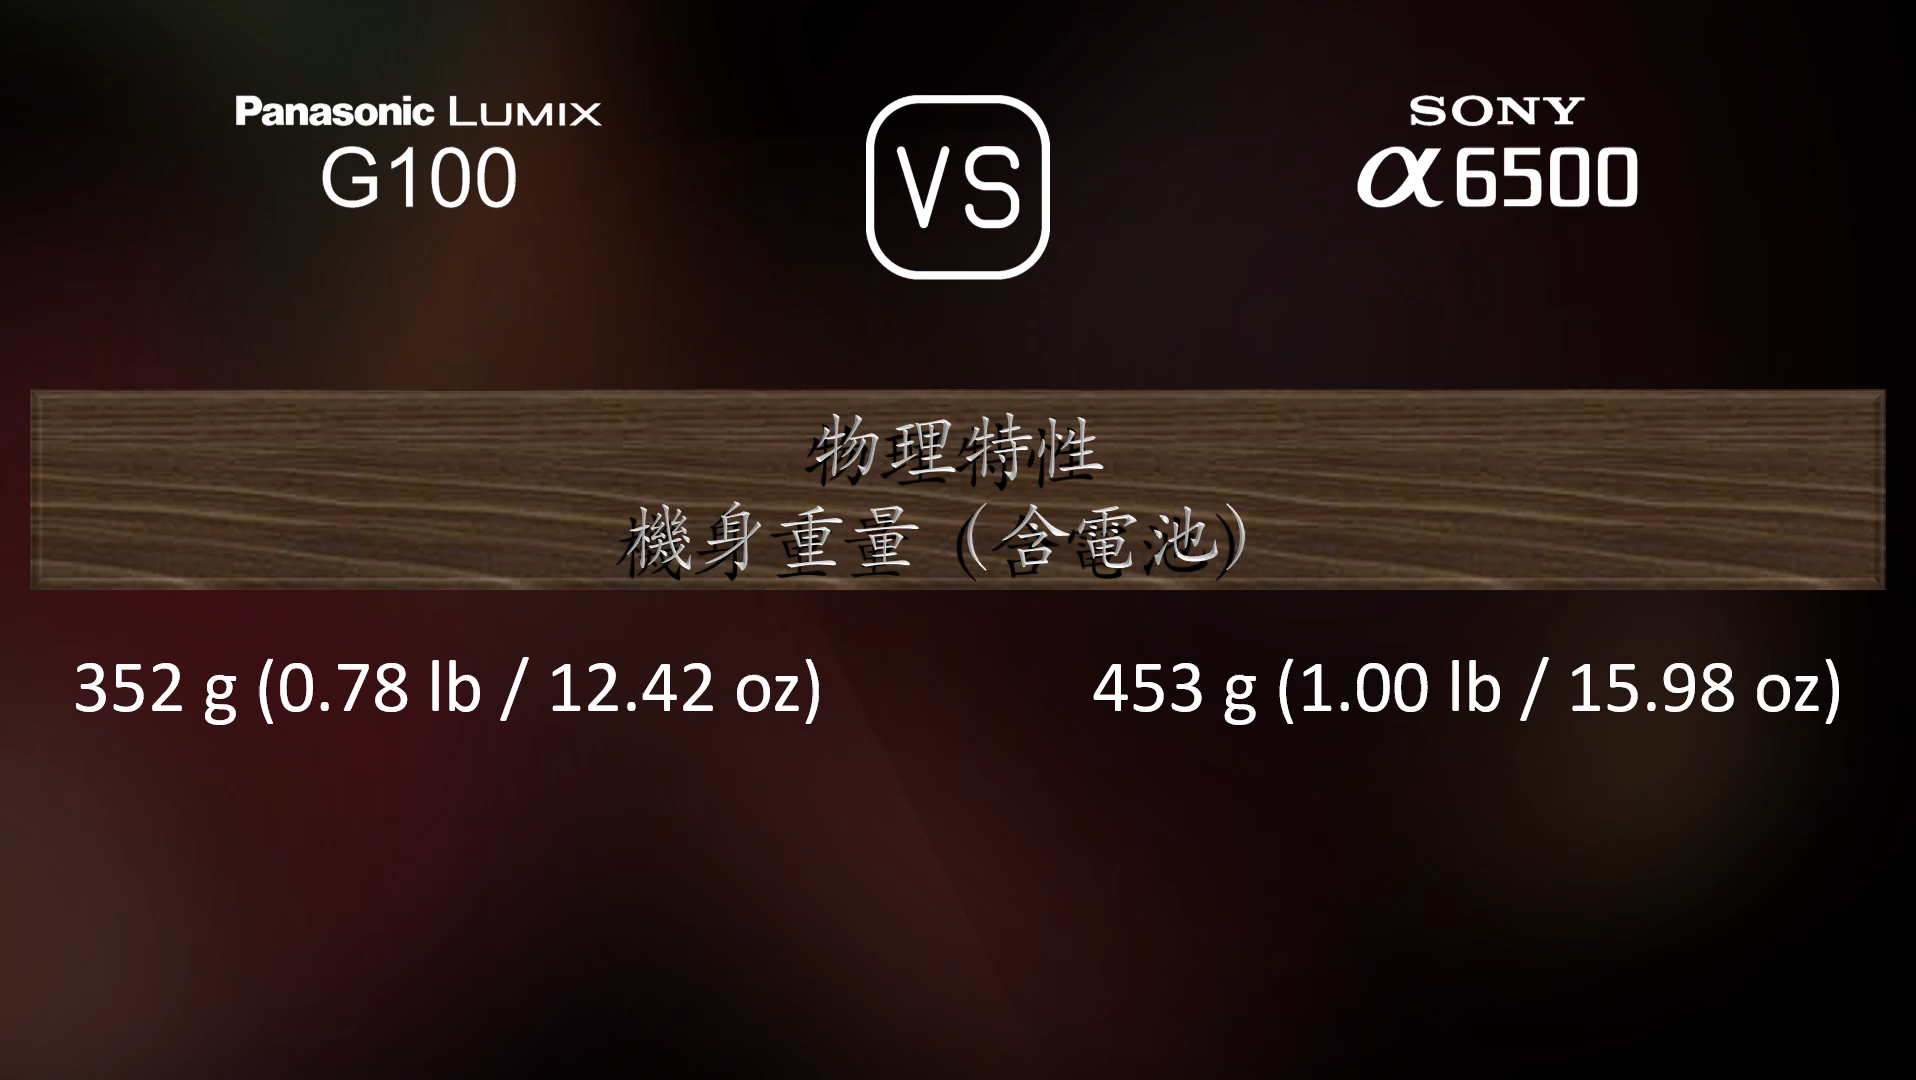 Panasonic LUMIX
G100
VS
SONY
α6500
物理特性
機身重量（含電池）
352 g (0.78 lb / 12.42 oz)
453 g (1.00 lb / 15.98 oz)